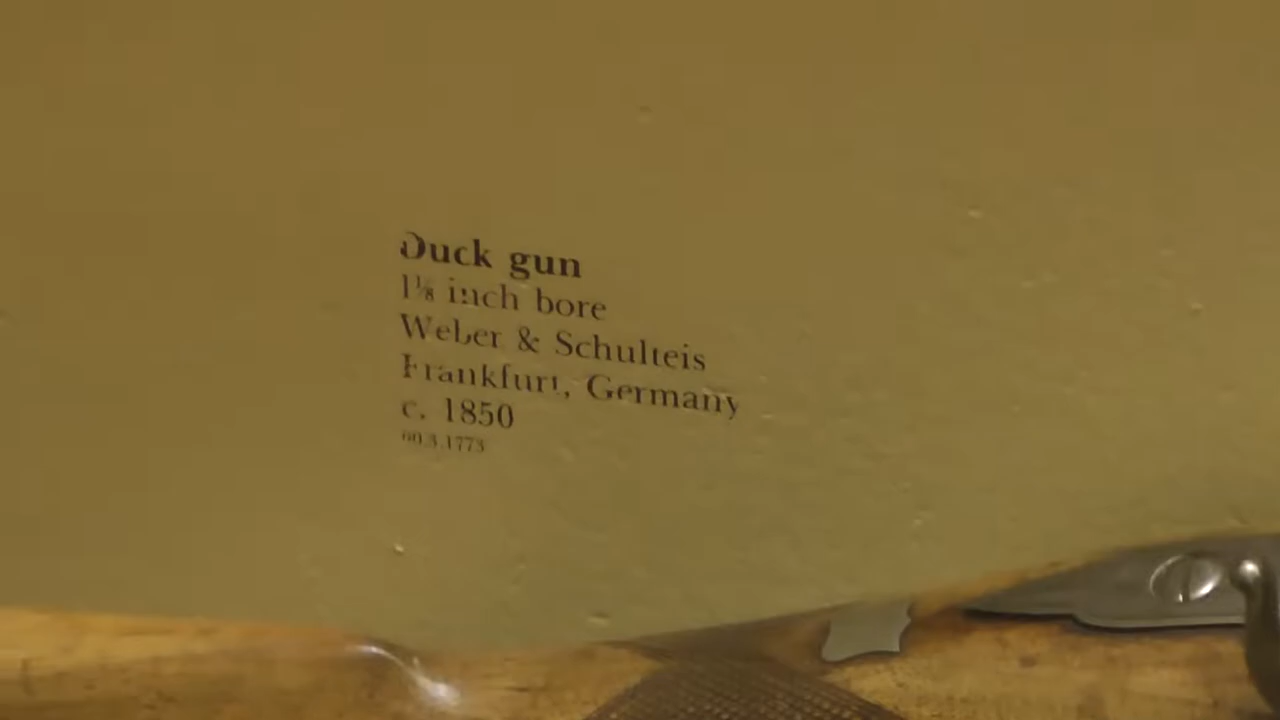 Duck gun
1⅛ inch bore
Weber & Schulteis
Frankfurt, Germany
c. 1850
60.3.1773